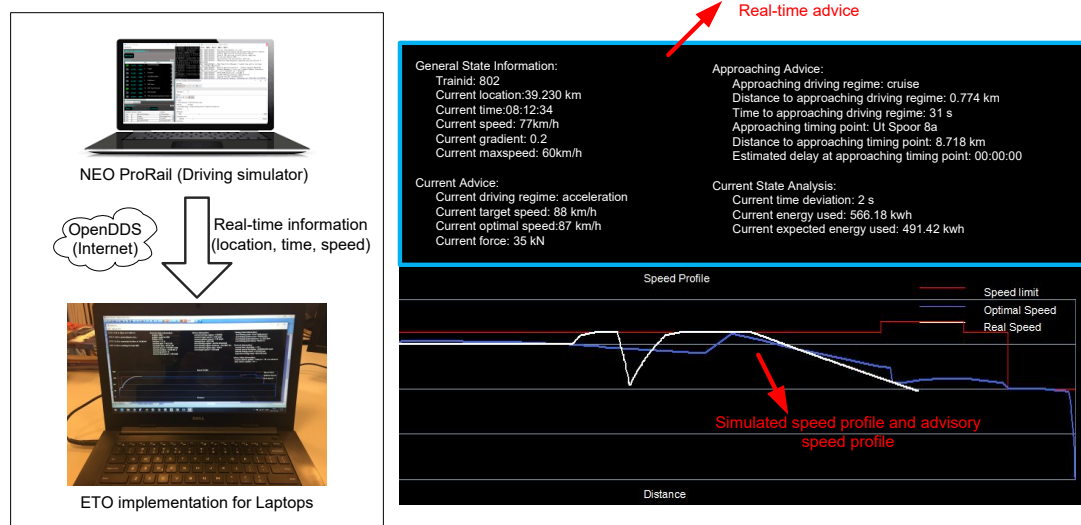 NEO ProRail (Driving simulator)
OpenDDS
(Internet)
Real-time information
(location, time, speed)
ETO implementation for Laptops
Real-time advice
General State Information:
Trainid: 802
Current location:39.230 km
Current time:08:12:34
Current speed: 77km/h
Current gradient: 0.2
Current maxspeed: 60km/h
Current Advice:
Current driving regime: acceleration
Current target speed: 88 km/h
Current optimal speed:87 km/h
Current force: 35 kN
Approaching Advice:
Approaching driving regime: cruise
Distance to approaching driving regime: 0.774 km
Time to approaching driving regime: 31 s
Approaching timing point: Ut Spoor 8a
Distance to approaching timing point: 8.718 km
Estimated delay at approaching timing point: 00:00:00
Current State Analysis:
Current time deviation: 2 s
Current energy used: 566.18 kwh
Current expected energy used: 491.42 kwh
Speed Profile
Speed limit
Optimal Speed
Real Speed
Simulated speed profile and advisory
speed profile
Distance